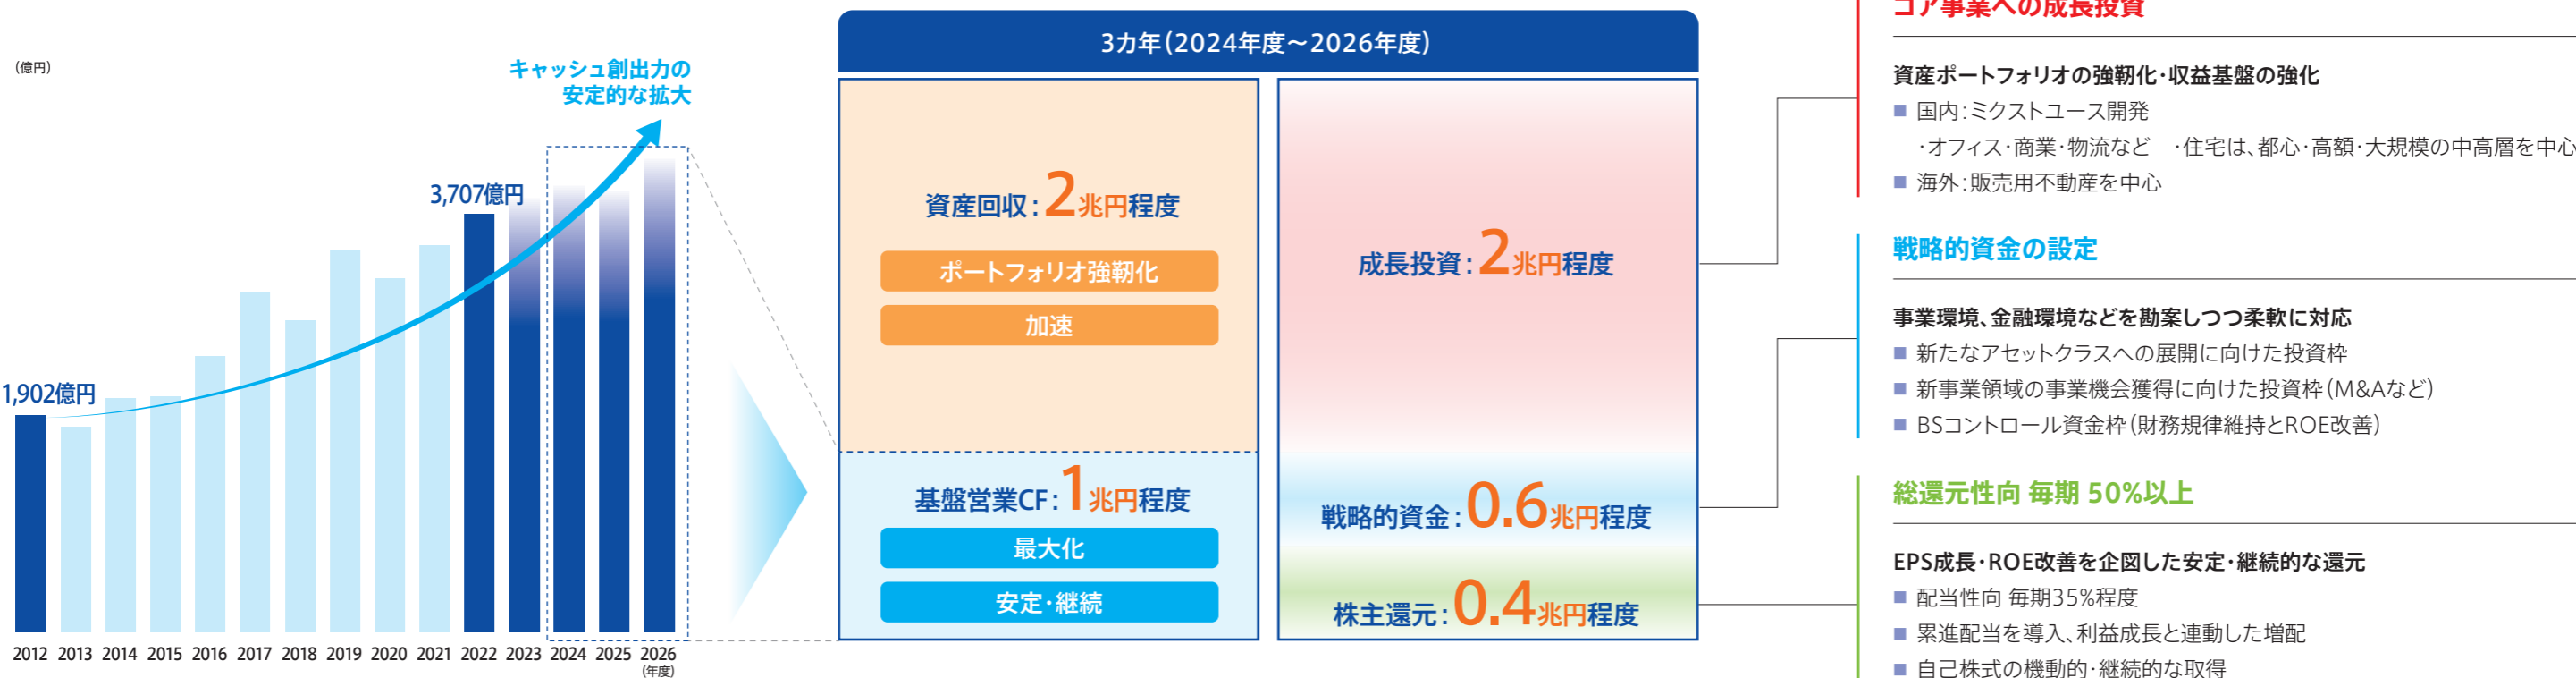 (億円)
キャッシュ創出力の
安定的な拡大
3,707億円
1,902億円
2012 2013 2014 2015 2016 2017 2018 2019 2020 2021 2022 2023 2024 2025 2026
(年度)
3カ年(2024年度～2026年度)
資産回収：2兆円程度
ポートフォリオ強靭化
加速
基盤営業CF：1兆円程度
最大化
安定・継続
成長投資：2兆円程度
戦略的資金：0.6兆円程度
株主還元：0.4兆円程度
コア事業への成長投資
資産ポートフォリオの強靭化・収益基盤の強化
■ 国内：ミクストユース開発
・オフィス・商業・物流など ・住宅は、都心・高額・大規模の中高層を中心
■ 海外：販売用不動産を中心
戦略的資金の設定
事業環境、金融環境などを勘案しつつ柔軟に対応
■ 新たなアセットクラスへの展開に向けた投資枠
■ 新事業領域の事業機会獲得に向けた投資枠(M&Aなど)
■ BSコントロール資金枠(財務規律維持とROE改善)
総還元性向 毎期 50%以上
EPS成長・ROE改善を企図した安定・継続的な還元
■ 配当性向 毎期35%程度
■ 累進配当を導入、利益成長と連動した増配
■ 自己株式の機動的・継続的な取得